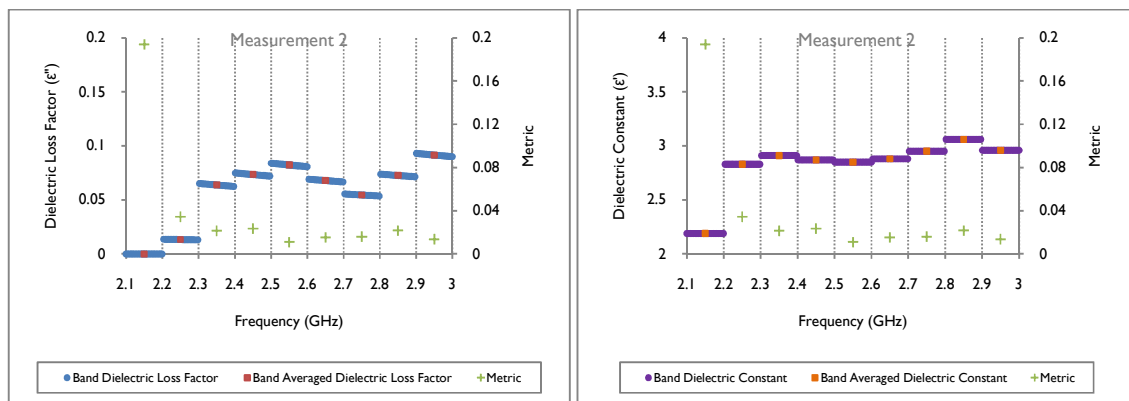 Measurement 2
Dielectric Loss Factor (ε")
0.2
0.15
0.1
0.05
0
0.2
0.16
0.12
0.08
0.04
0
Metric
2.1 2.2 2.3 2.4 2.5 2.6 2.7 2.8 2.9 3
Frequency (GHz)
Band Dielectric Loss Factor Band Averaged Dielectric Loss Factor Metric
Measurement 2
Dielectric Constant (ε')
4
3.5
3
2.5
2
0.2
0.16
0.12
0.08
0.04
0
Metric
2.1 2.2 2.3 2.4 2.5 2.6 2.7 2.8 2.9 3
Frequency (GHz)
Band Dielectric Constant Band Averaged Dielectric Constant Metric